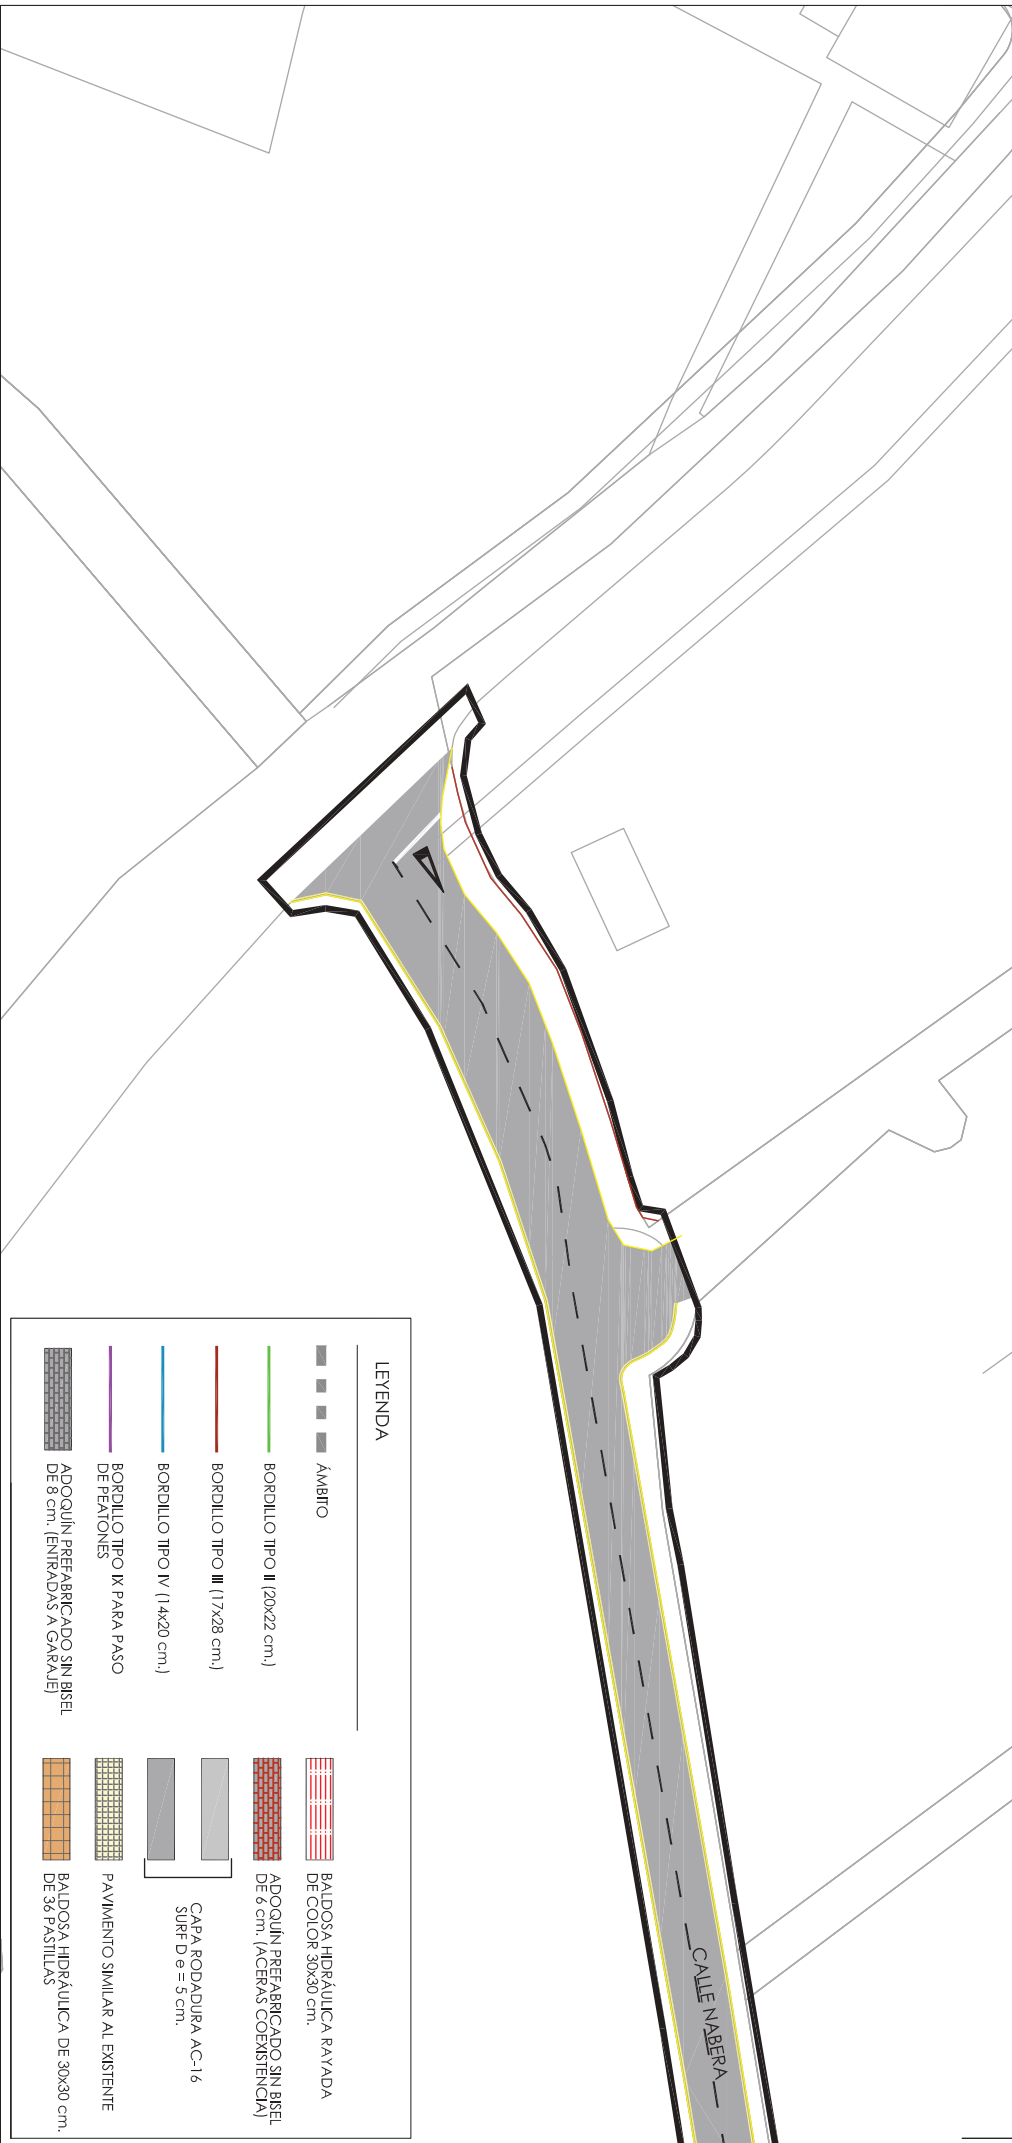 CALLE NABERA
LEYENDA
ÁMBITO
BORDILLO TIPO II (20x22 cm.)
BORDILLO TIPO III (17x28 cm.)
BORDILLO TIPO IV (14x20 cm.)
BORDILLO TIPO IX PARA PASO
DE PEATONES
ADOQUÍN PREFABRICADO SIN BISEL
DE 8 cm. (ENTRADAS A GARAJE)
BALDOSA HIDRÁULICA RAYADA
DE COLOR 30x30 cm.
ADOQUÍN PREFABRICADO SIN BISEL
DE 6 cm. (ACERAS COEXISTENCIA)
CAPA RODADURA AC-16
SURF D e = 5 cm.
PAVIMENTO SIMILAR AL EXISTENTE
BALDOSA HIDRÁULICA DE 30x30 cm.
DE 36 PASTILLAS